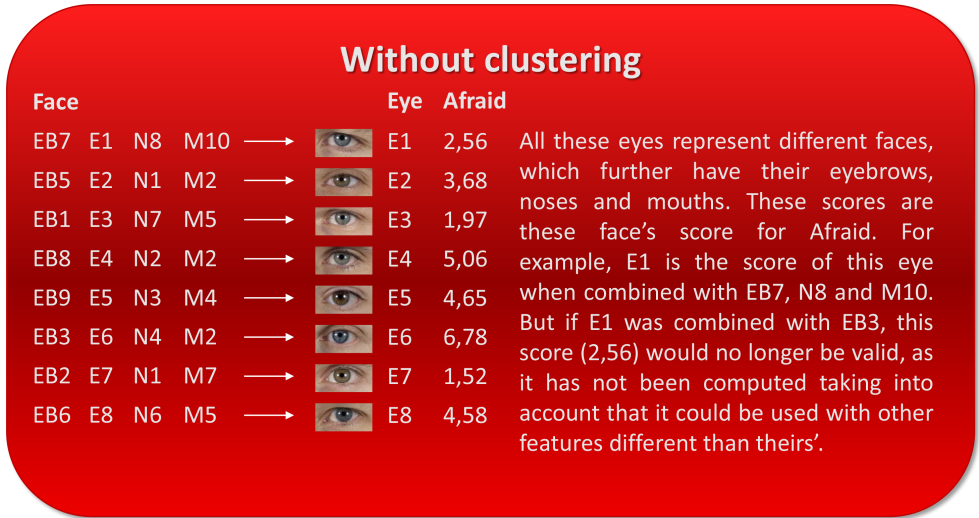 Without clustering
Face Eye Afraid
EB7 E1 N8 M10 E1 2,56
EB5 E2 N1 M2 E2 3,68
EB1 E3 N7 M5 E3 1,97
EB8 E4 N2 M2 E4 5,06
EB9 E5 N3 M4 E5 4,65
EB3 E6 N4 M2 E6 6,78
EB2 E7 N1 M7 E7 1,52
EB6 E8 N6 M5 E8 4,58
All these eyes represent different faces,
which further have their eyebrows,
noses and mouths. These scores are
these face's score for Afraid. For
example, E1 is the score of this eye
when combined with EB7, N8 and M10.
But if E1 was combined with EB3, this
score (2,56) would no longer be valid, as
it has not been computed taking into
account that it could be used with other
features different than theirs'.